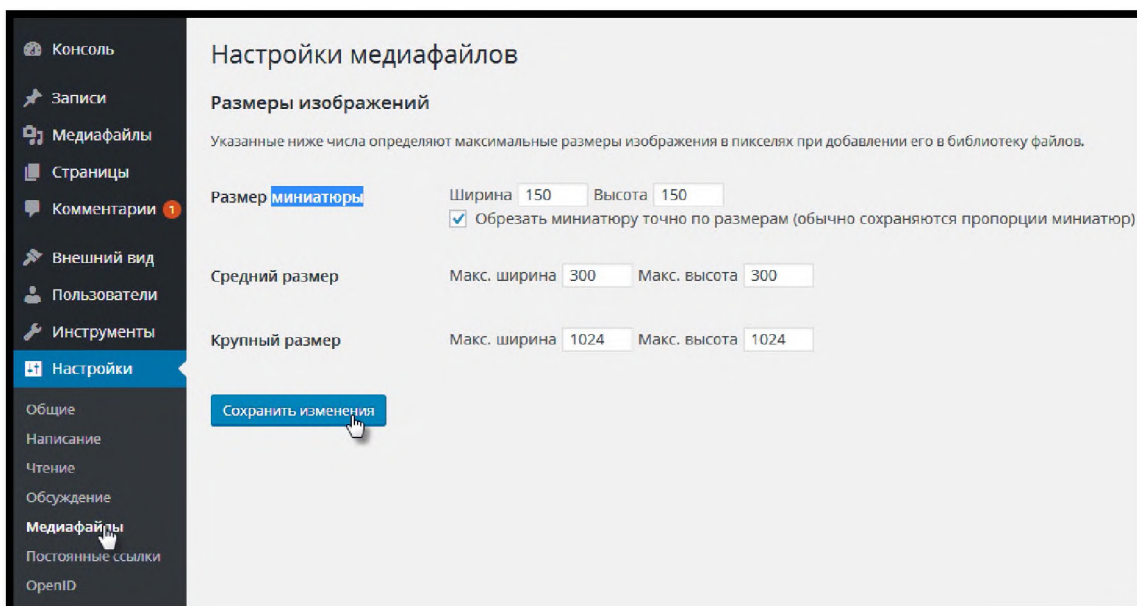 Консоль
Записи
Медиафайлы
Страницы
Комментарии 1
Внешний вид
Пользователи
Инструменты
Настройки
Общие
Написание
Чтение
Обсуждение
Медиафайлы
Постоянные ссылки
OpenID
Настройки медиафайлов
Размеры изображений
Указанные ниже числа определяют максимальные размеры изображения в пикселях при добавлении его в библиотеку файлов.
Размер миниатюры Ширина 150 Высота 150
Обрезать миниатюру точно по размерам (обычно сохраняются пропорции миниатюр)
Средний размер Макс. ширина 300 Макс. высота 300
Крупный размер Макс. ширина 1024 Макс. высота 1024
Сохранить изменения